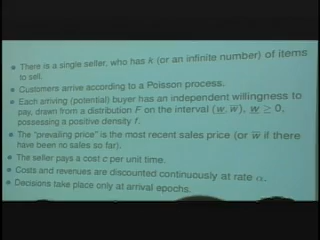 • There is a single seller, who has k (or an infinite number) of items
to sell.
• Customers arrive according to a Poisson process.
• Each arriving (potential) buyer has an independent willingness to
pay, drawn from a distribution F on the interval (w̲, w̅), w̲ ≥ 0,
possessing a positive density f.
• The "prevailing price" is the most recent sales price (or w̅ if there
have been no sales so far).
• The seller pays a cost c per unit time.
• Costs and revenues are discounted continuously at rate α.
• Decisions take place only at arrival epochs.